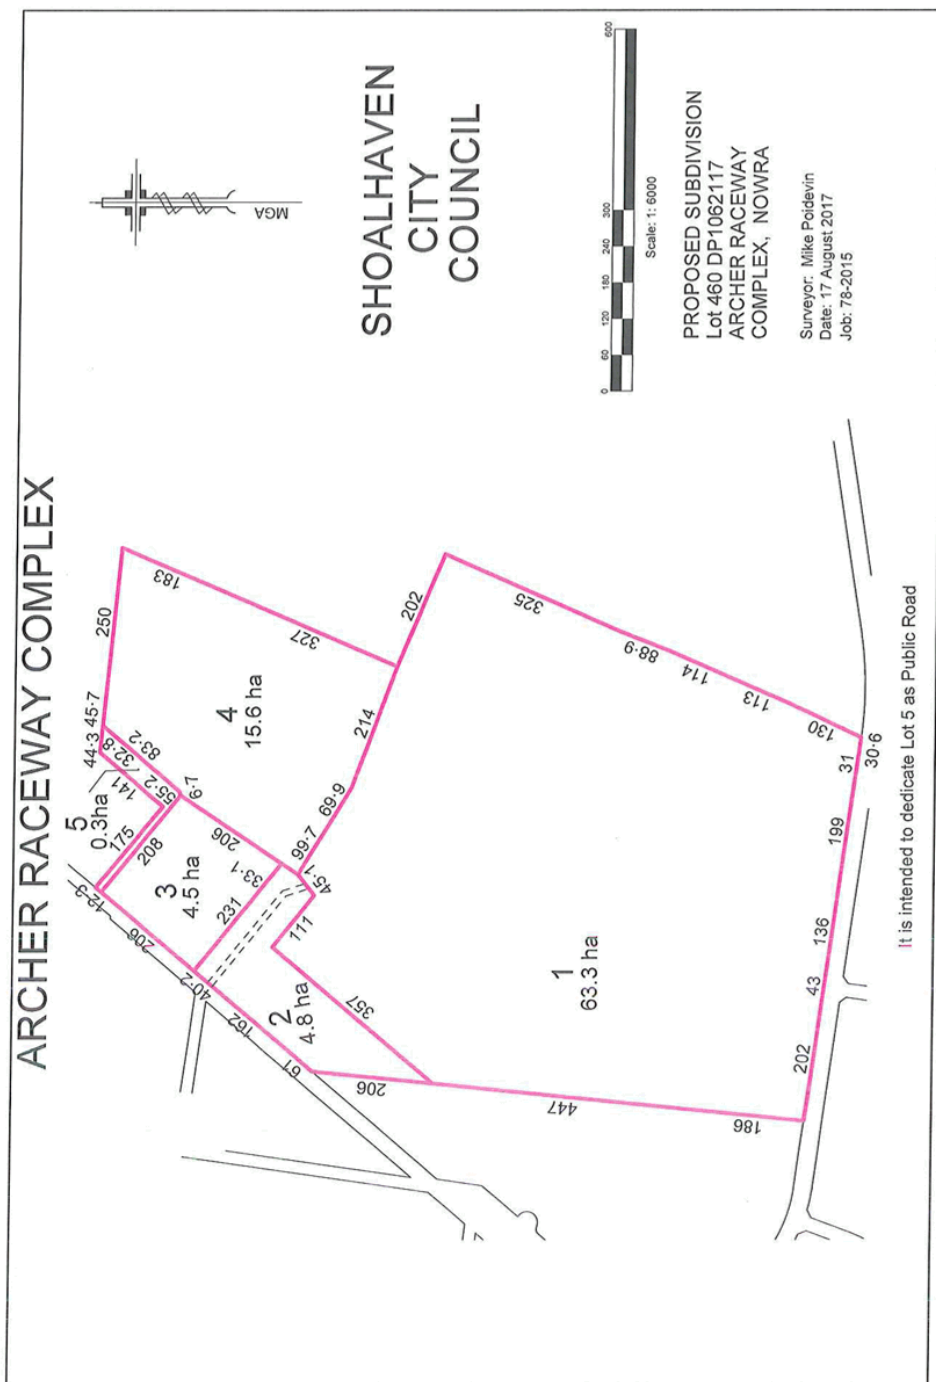 ARCHER RACEWAY COMPLEX
MGA
SHOALHAVEN
CITY
COUNCIL
0 60 120 180 240 300 600
Scale: 1: 6000
PROPOSED SUBDIVISION
Lot 460 DP1062117
ARCHER RACEWAY
COMPLEX, NOWRA
Surveyor: Mike Poidevin
Date: 17 August 2017
Job: 78-2015
5
0.3ha
4
15.6 ha
3
4.5 ha
2
4.8 ha
1
63.3 ha
250
183
327
45·7
44·3
32·8
83·2
141
55·2
6·7
175
208
12·3
206
206
33·1
231
40·2
162
61
206
357
111
45·1
99·7
69·9
214
202
325
88·9
114
113
130
31
30·6
199
136
43
202
186
447
It is intended to dedicate Lot 5 as Public Road